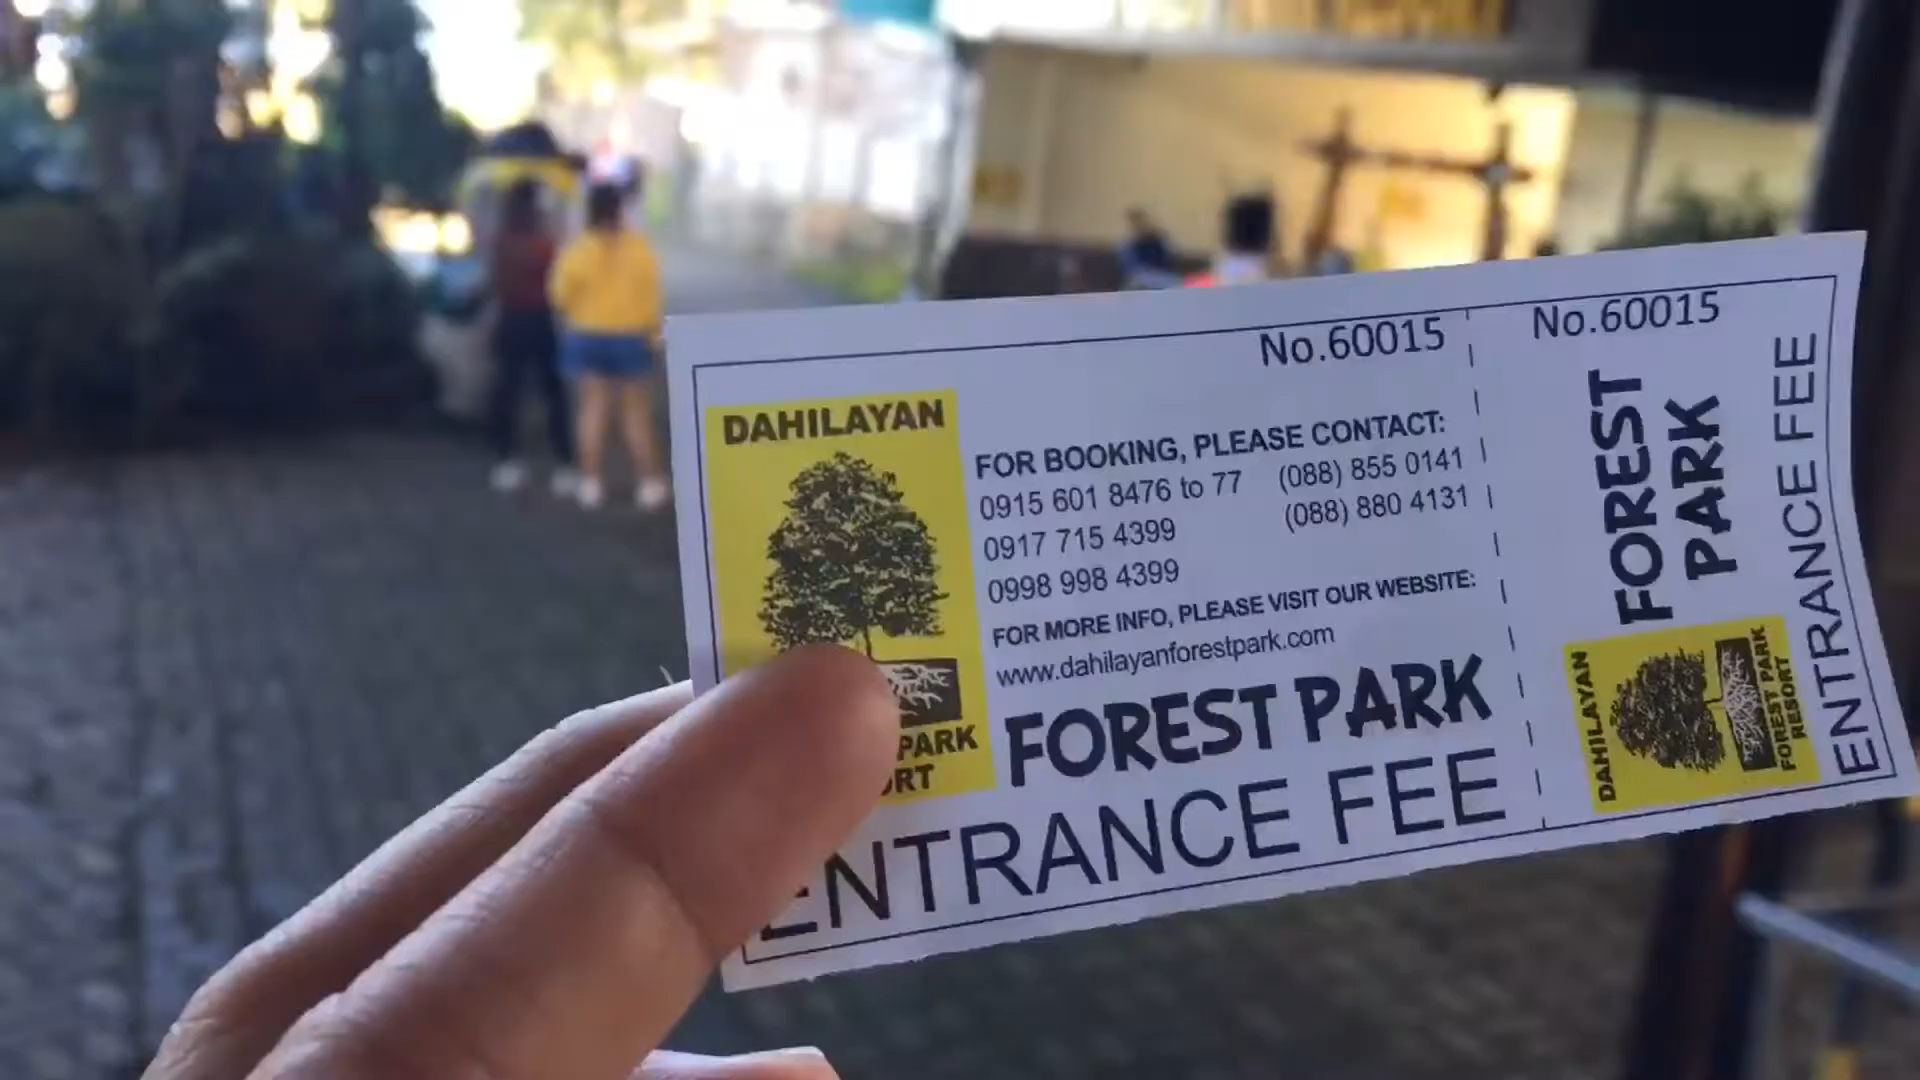 No.60015
DAHILAYAN
PARK
FOR BOOKING, PLEASE CONTACT:
0915 601 8476 to 77 (088) 855 0141
0917 715 4399 (088) 880 4131
0998 998 4399
FOR MORE INFO, PLEASE VISIT OUR WEBSITE:
www.dahilayanforestpark.com
FOREST PARK
ENTRANCE FEE
No.60015
FOREST
PARK
ENTRANCE FEE
DAHILAYAN
FOREST PARK
RESORT